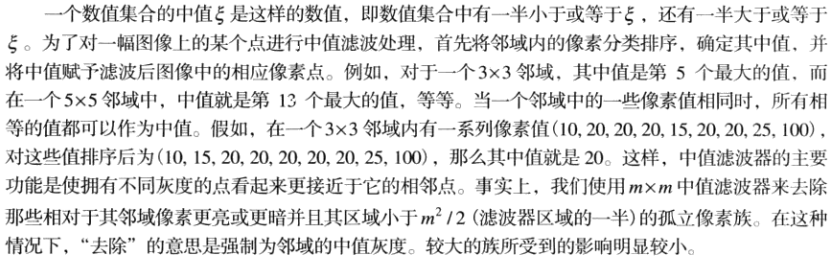 一个数值集合的中值ξ是这样的数值，即数值集合中有一半小于或等于ξ，还有一半大于或等于
ξ。为了对一幅图像上的某个点进行中值滤波处理，首先将邻域内的像素分类排序，确定其中值，并
将中值赋予滤波后图像中的相应像素点。例如，对于一个3×3邻域，其中值是第 5 个最大的值，而
在一个5×5邻域中，中值就是第 13 个最大的值，等等。当一个邻域中的一些像素值相同时，所有相
等的值都可以作为中值。假如，在一个3×3邻域内有一系列像素值(10, 20, 20, 20, 15, 20, 20, 25, 100)，
对这些值排序后为(10, 15, 20, 20, 20, 20, 20, 25, 100)，那么其中值就是 20。这样，中值滤波器的主要
功能是使拥有不同灰度的点看起来更接近于它的相邻点。事实上，我们使用m×m中值滤波器来去除
那些相对于其邻域像素更亮或更暗并且其区域小于m²/2 (滤波器区域的一半)的孤立像素族。在这种
情况下，“去除”的意思是强制为邻域的中值灰度。较大的族所受到的影响明显较小。